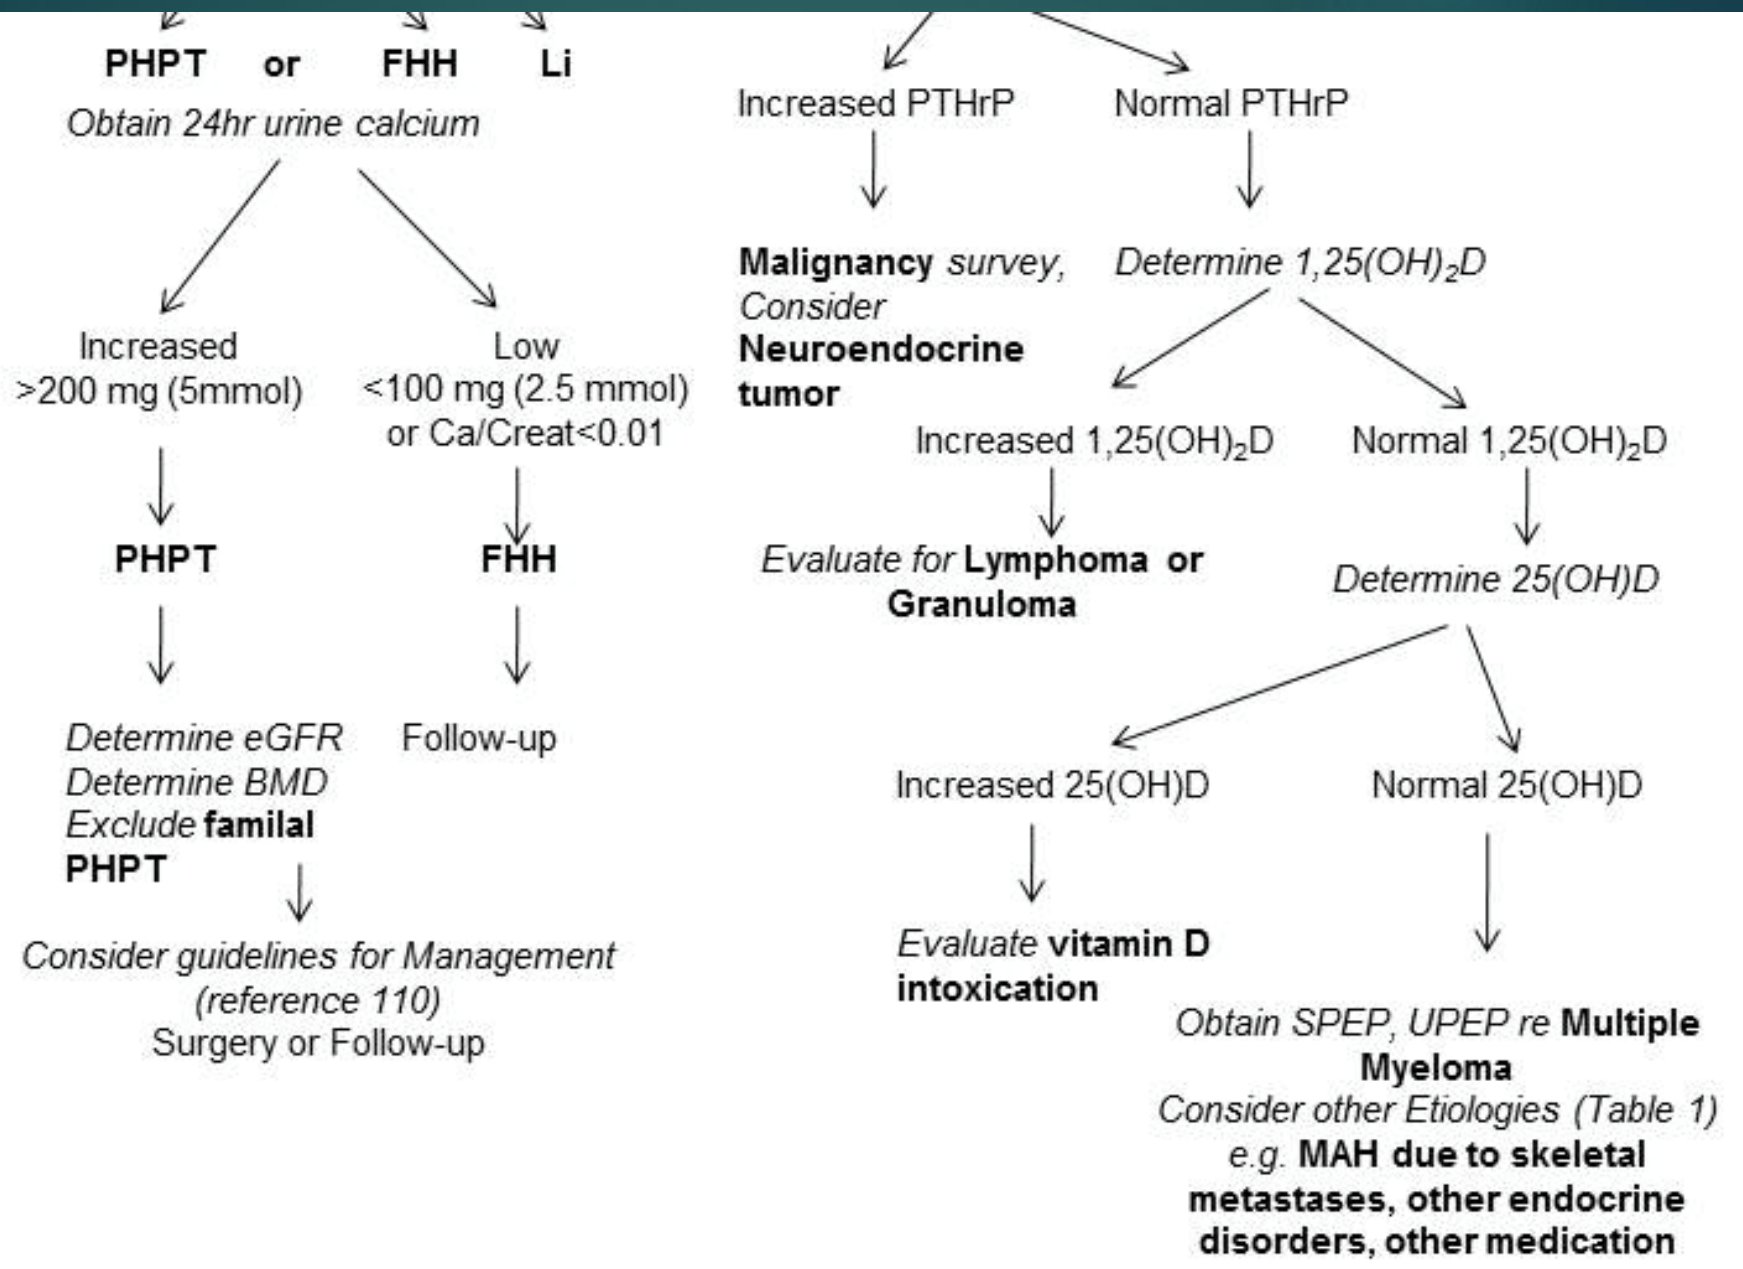 PHPT or FHH Li
Obtain 24hr urine calcium
Increased
>200 mg (5mmol)
Low
<100 mg (2.5 mmol)
or Ca/Creat<0.01
PHPT
FHH
Determine eGFR
Determine BMD
Exclude familal
PHPT
Follow-up
Consider guidelines for Management
(reference 110)
Surgery or Follow-up
Increased PTHrP
Normal PTHrP
Malignancy survey,
Consider
Neuroendocrine
tumor
Determine 1,25(OH)₂D
Increased 1,25(OH)₂D
Normal 1,25(OH)₂D
Evaluate for Lymphoma or
Granuloma
Determine 25(OH)D
Increased 25(OH)D
Normal 25(OH)D
Evaluate vitamin D
intoxication
Obtain SPEP, UPEP re Multiple
Myeloma
Consider other Etiologies (Table 1)
e.g. MAH due to skeletal
metastases, other endocrine
disorders, other medication